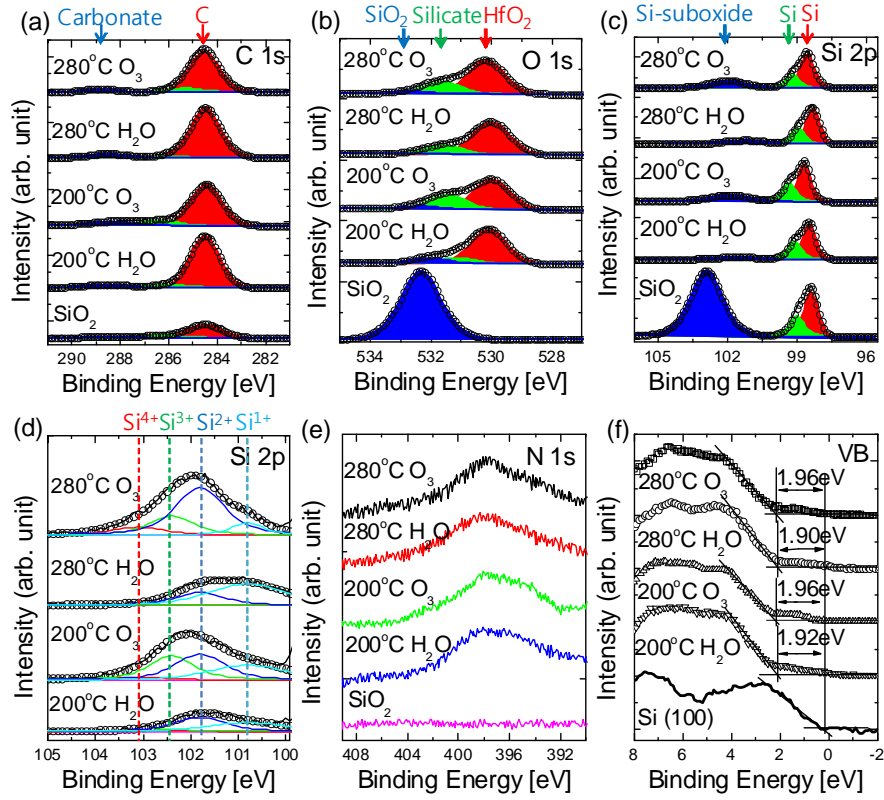 (a) Carbonate C
C 1s
280°C O₃
280°C H₂O
200°C O₃
200°C H₂O
SiO₂
Intensity (arb. unit)
290 288 286 284 282
Binding Energy [eV]
(b) SiO₂ Silicate HfO₂
O 1s
280°C O₃
280°C H₂O
200°C O₃
200°C H₂O
SiO₂
Intensity (arb. unit)
534 532 530 528
Binding Energy [eV]
(c) Si-suboxide Si Si
Si 2p
280°C O₃
280°C H₂O
200°C O₃
200°C H₂O
SiO₂
Intensity (arb. unit)
105 102 99 96
Binding Energy [eV]
(d) Si⁴⁺ Si³⁺ Si²⁺ Si¹⁺
Si 2p
280°C O₃
280°C H₂O
200°C O₃
200°C H₂O
Intensity (arb. unit)
105 104 103 102 101 100
Binding Energy [eV]
(e) N 1s
280°C O₃
280°C H₂O
200°C O₃
200°C H₂O
SiO₂
Intensity (arb. unit)
408 404 400 396 392
Binding Energy [eV]
(f) VB
280°C O₃ 1.96eV
280°C H₂O 1.90eV
200°C O₃ 1.96eV
200°C H₂O 1.92eV
Si (100)
Intensity (arb. unit)
8 6 4 2 0 -2
Binding Energy [eV]